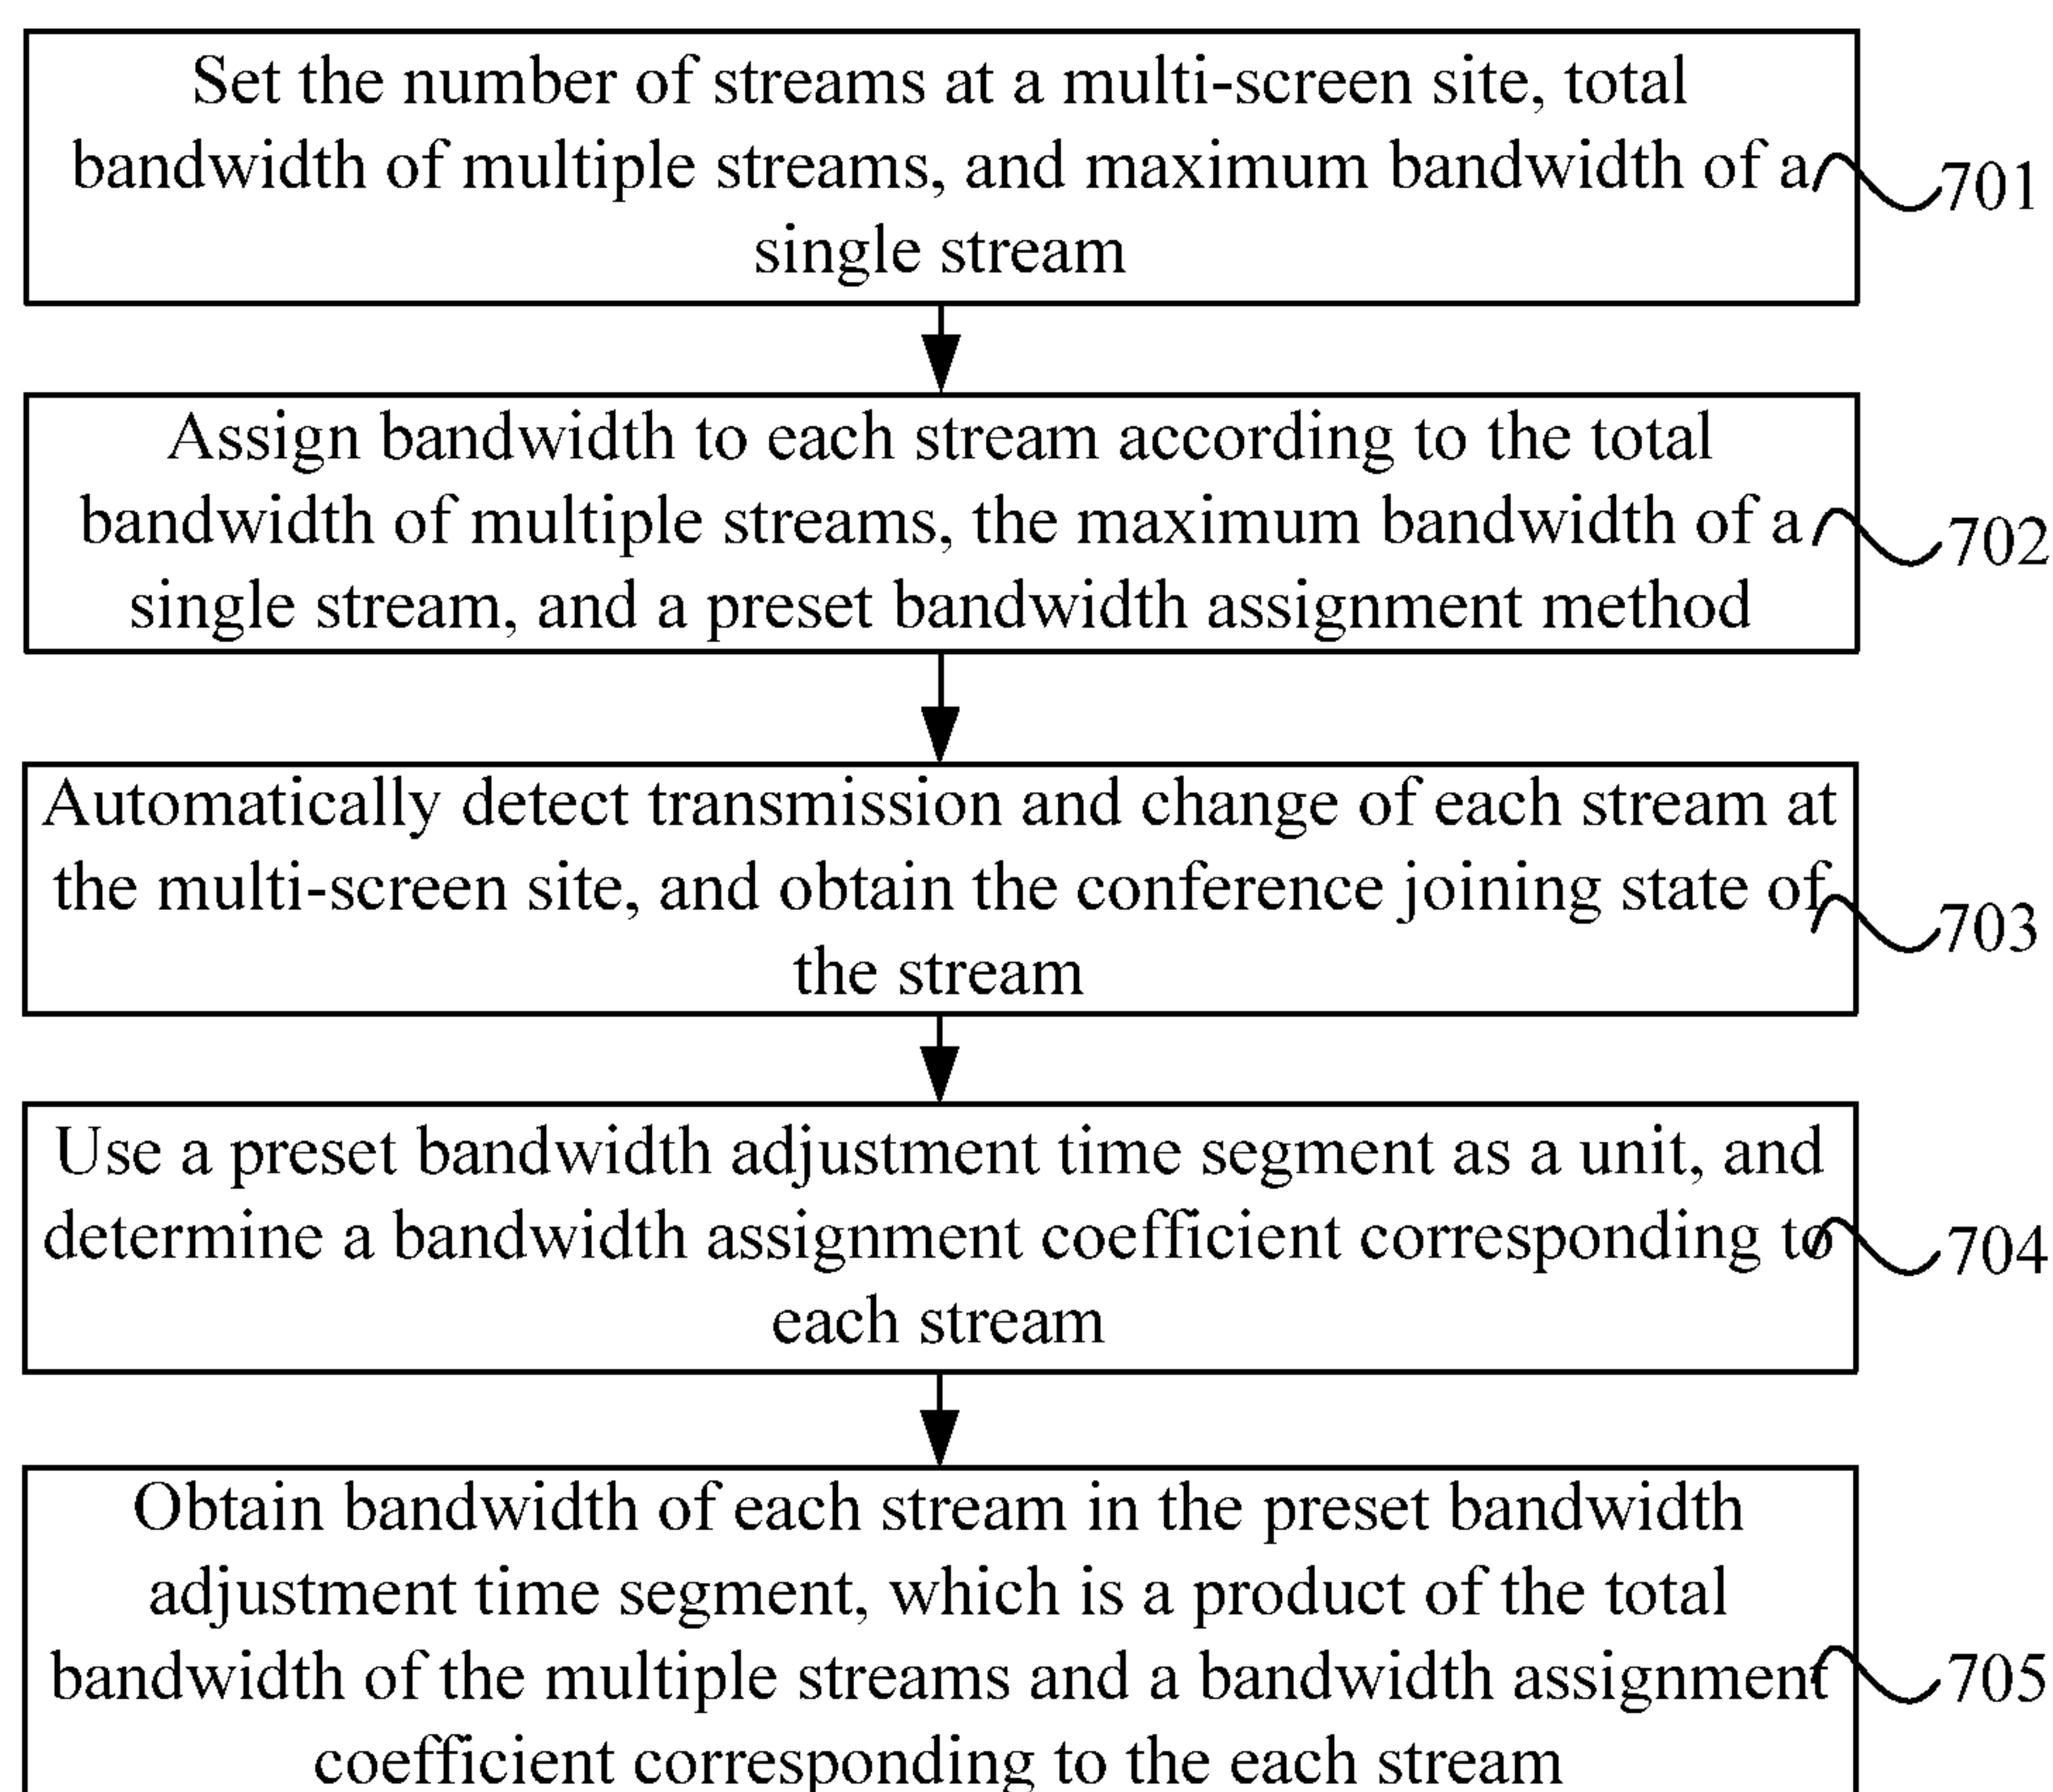 Set the number of streams at a multi-screen site, total
bandwidth of multiple streams, and maximum bandwidth of a
single stream
701
Assign bandwidth to each stream according to the total
bandwidth of multiple streams, the maximum bandwidth of a
single stream, and a preset bandwidth assignment method
702
Automatically detect transmission and change of each stream at
the multi-screen site, and obtain the conference joining state of
the stream
703
Use a preset bandwidth adjustment time segment as a unit, and
determine a bandwidth assignment coefficient corresponding to
each stream
704
Obtain bandwidth of each stream in the preset bandwidth
adjustment time segment, which is a product of the total
bandwidth of the multiple streams and a bandwidth assignment
coefficient corresponding to the each stream
705